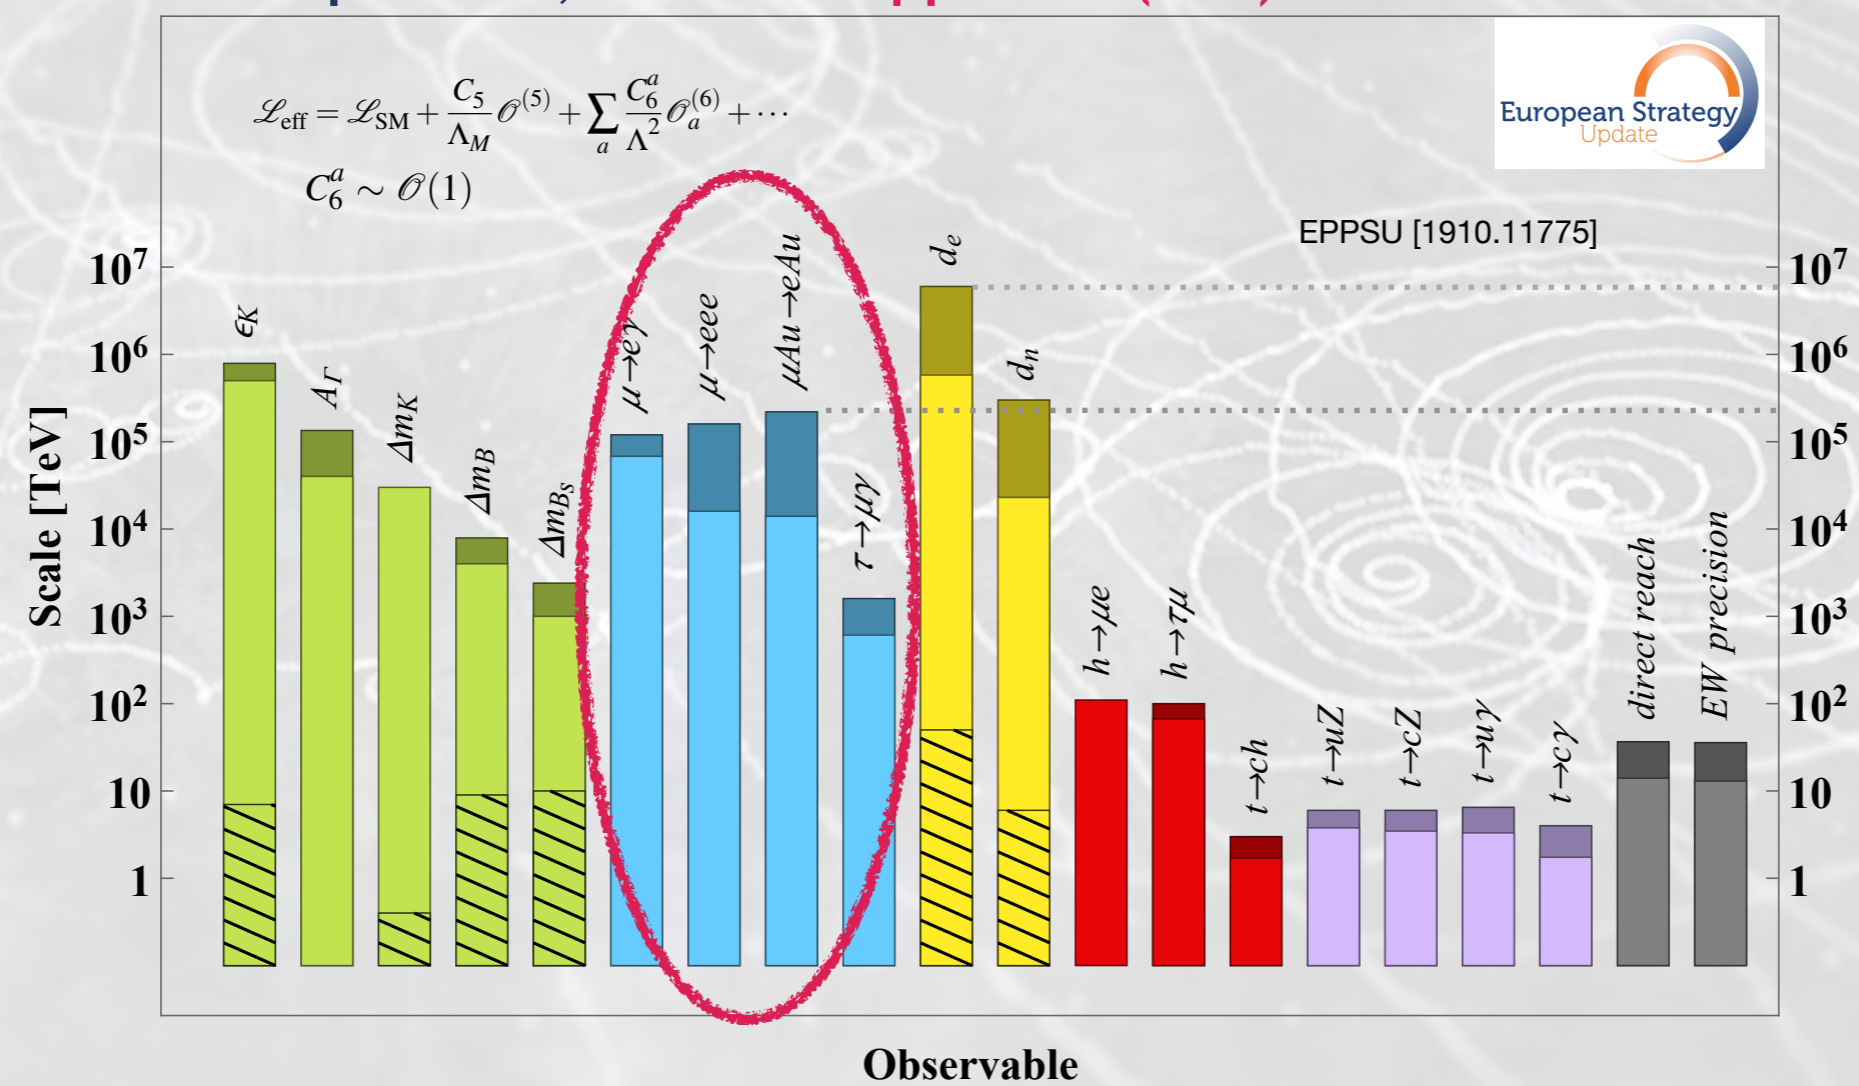 ℒ_eff = ℒ_SM + C_5/Λ_M 𝒪^(5) + ∑_a C_6^a/Λ^2 𝒪_a^(6) + ⋯
C_6^a ∼ 𝒪(1)
European Strategy
Update
EPPSU [1910.11775]
Scale [TeV]
10^7
10^6
10^5
10^4
10^3
10^2
10
1
ϵ_K
A_Γ
Δm_K
Δm_B
Δm_{B_s}
μ→eγ
μ→eee
μAu→eAu
τ→μγ
d_e
d_n
h→μe
h→τμ
t→ch
t→uZ
t→cZ
t→uγ
t→cγ
direct reach
EW precision
10^7
10^6
10^5
10^4
10^3
10^2
10
1
Observable